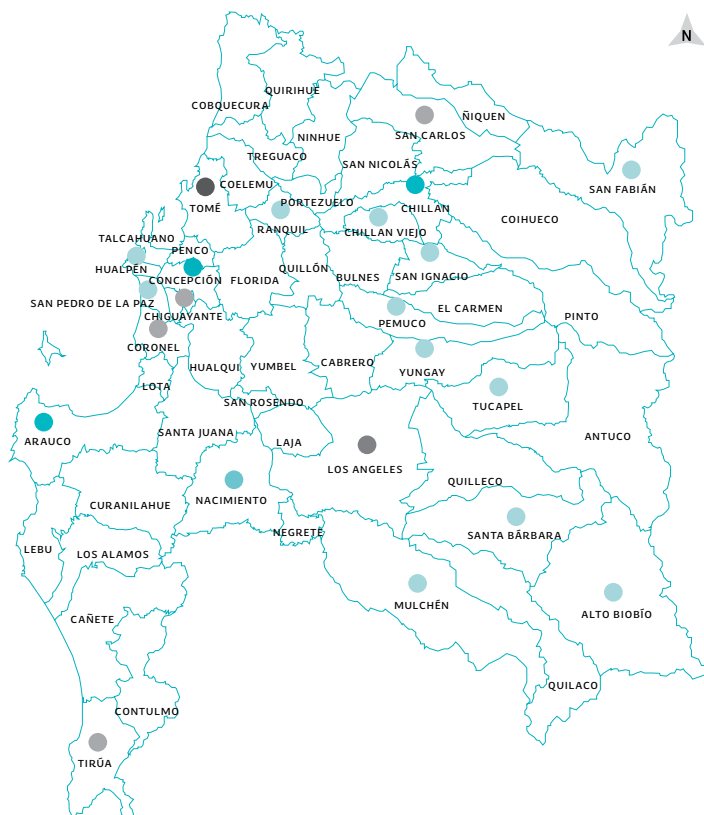 N
QUIRIHUE
COBQUECURA
ÑIQUEN
SAN CARLOS
NINHUE
TREGUACO
SAN NICOLÁS
COELEMU
SAN FABIÁN
PORTEZUELO
TOMÉ
CHILLAN
COIHUECO
RANQUIL
CHILLAN VIEJO
TALCAHUANO
PENCO
HUALPÉN
QUILLÓN
CONCEPCIÓN
FLORIDA
BULNES
SAN IGNACIO
SAN PEDRO DE LA PAZ
EL CARMEN
CHIGUAYANTE
PINTO
PEMUCO
CORONEL
CABRERO
HUALQUI
YUMBEL
YUNGAY
LOTA
SAN ROSENDO
TUCAPEL
SANTA JUANA
ANTUCO
ARAUCO
LAJA
LOS ANGELES
QUILLECO
NACIMIENTO
CURANILAHUE
NEGRETE
SANTA BÃRBARA
LEBU
LOS ALAMOS
MULCHÉN
ALTO BIOBÍO
CAÑETE
QUILACO
CONTULMO
TIRÚA